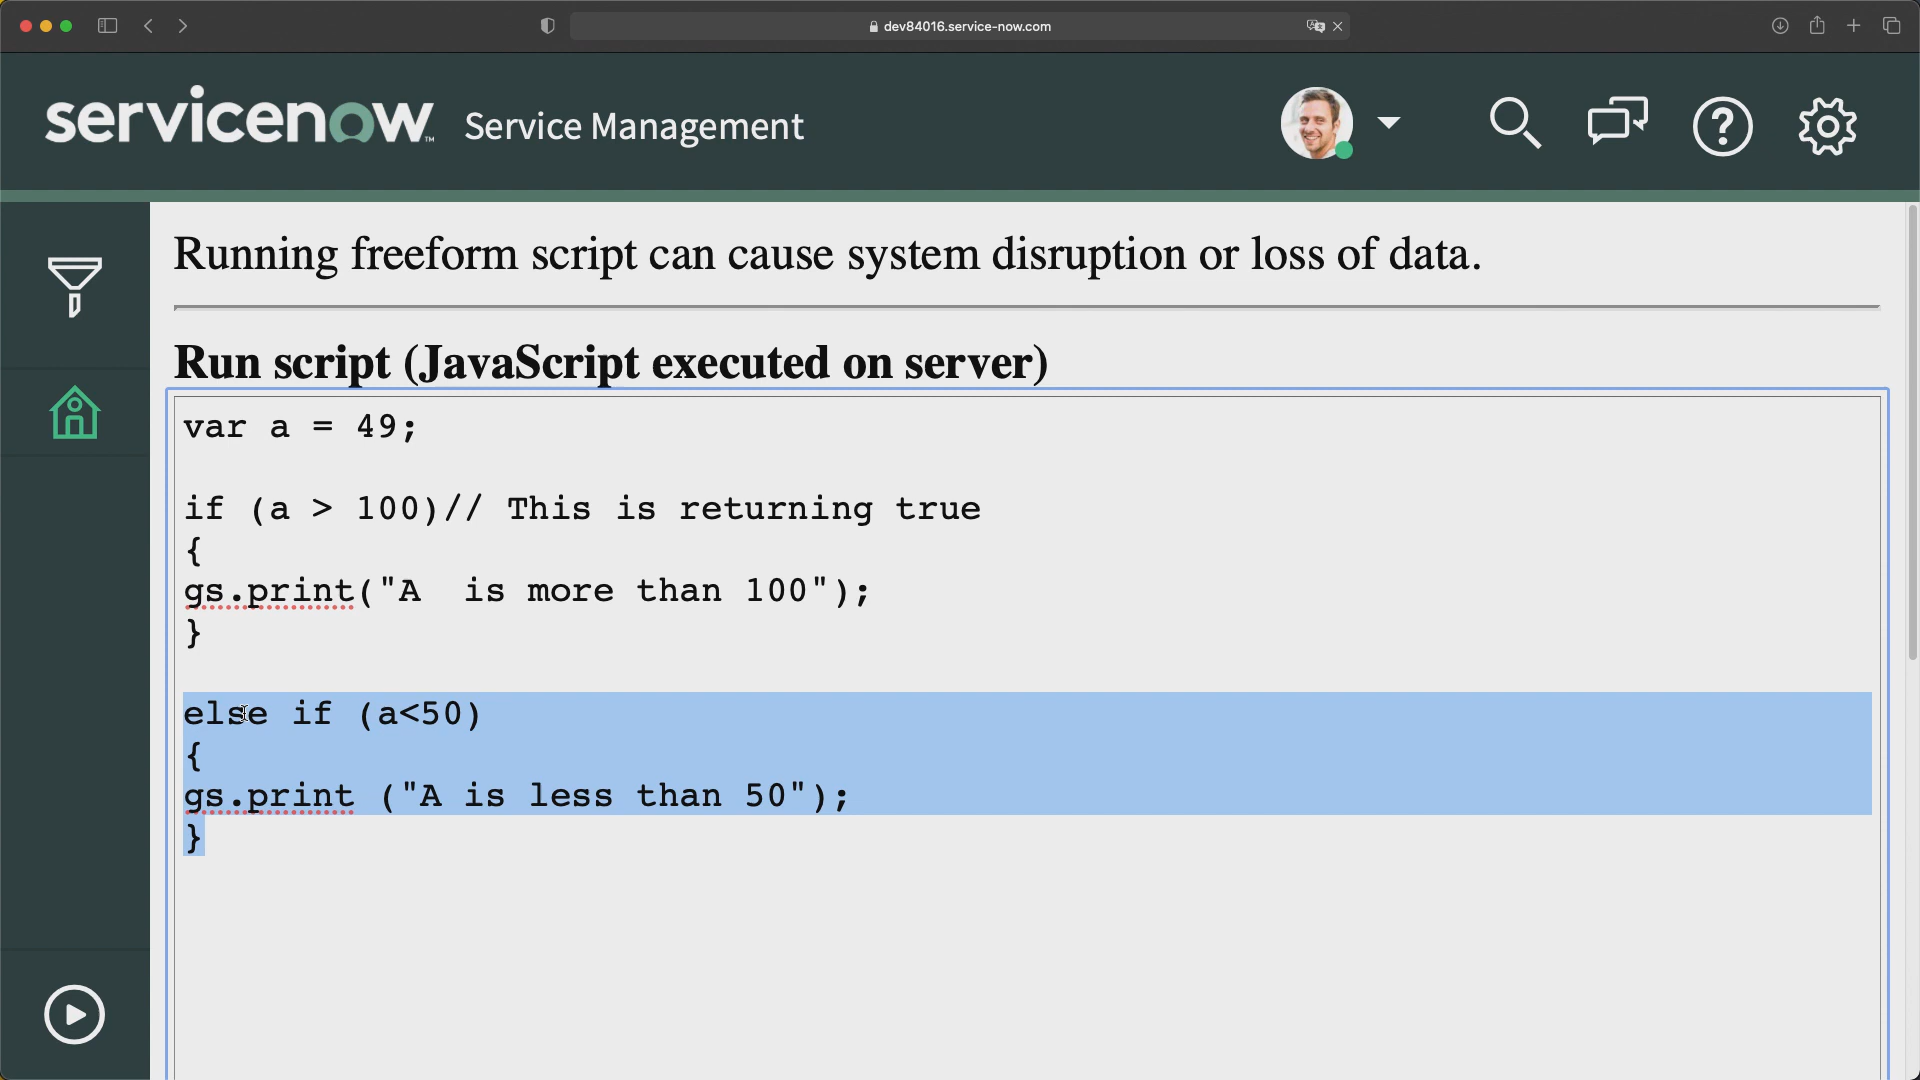 dev84016.service-now.com
servicenow™ Service Management
Running freeform script can cause system disruption or loss of data.
Run script (JavaScript executed on server)
var a = 49;
if (a > 100)// This is returning true
{
gs.print("A  is more than 100");
}
else if (a<50)
{
gs.print ("A is less than 50");
}